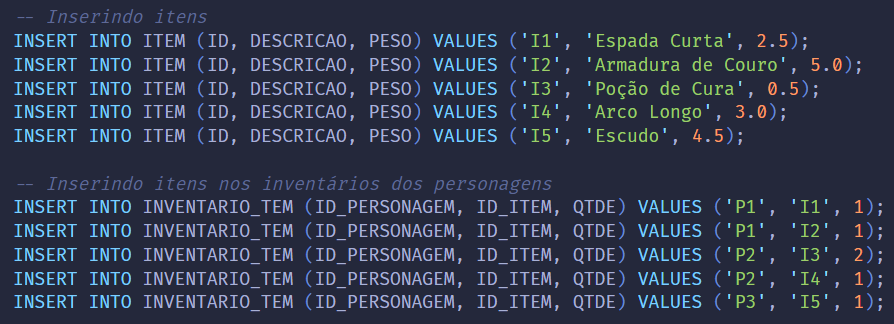 -- Inserindo itens
INSERT INTO ITEM (ID, DESCRICAO, PESO) VALUES ('I1', 'Espada Curta', 2.5);
INSERT INTO ITEM (ID, DESCRICAO, PESO) VALUES ('I2', 'Armadura de Couro', 5.0);
INSERT INTO ITEM (ID, DESCRICAO, PESO) VALUES ('I3', 'Poção de Cura', 0.5);
INSERT INTO ITEM (ID, DESCRICAO, PESO) VALUES ('I4', 'Arco Longo', 3.0);
INSERT INTO ITEM (ID, DESCRICAO, PESO) VALUES ('I5', 'Escudo', 4.5);
-- Inserindo itens nos inventários dos personagens
INSERT INTO INVENTARIO_TEM (ID_PERSONAGEM, ID_ITEM, QTDE) VALUES ('P1', 'I1', 1);
INSERT INTO INVENTARIO_TEM (ID_PERSONAGEM, ID_ITEM, QTDE) VALUES ('P1', 'I2', 1);
INSERT INTO INVENTARIO_TEM (ID_PERSONAGEM, ID_ITEM, QTDE) VALUES ('P2', 'I3', 2);
INSERT INTO INVENTARIO_TEM (ID_PERSONAGEM, ID_ITEM, QTDE) VALUES ('P2', 'I4', 1);
INSERT INTO INVENTARIO_TEM (ID_PERSONAGEM, ID_ITEM, QTDE) VALUES ('P3', 'I5', 1);